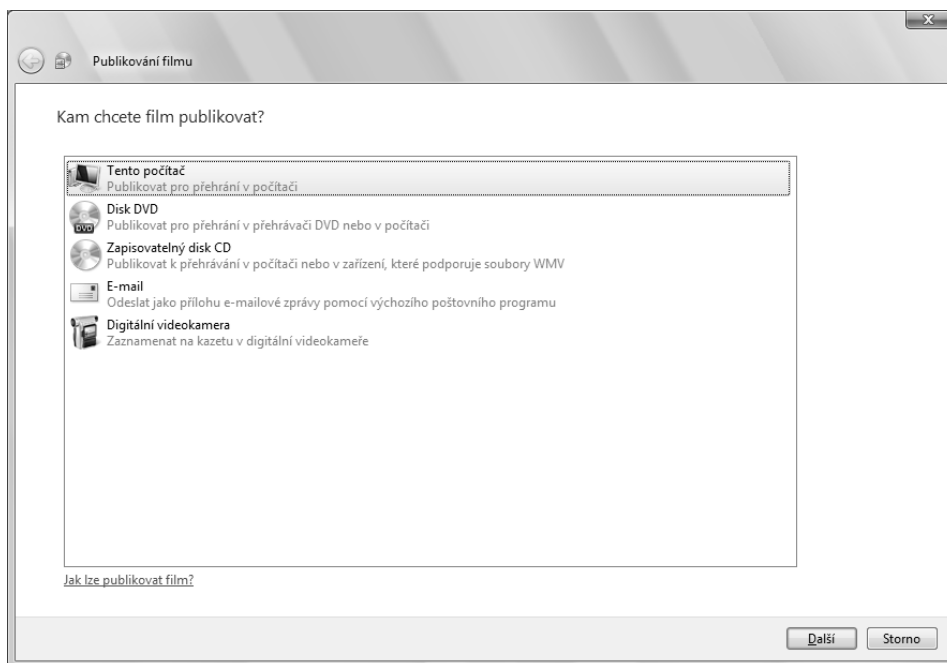 Publikování filmu
Kam chcete film publikovat?
Tento počítač
Publikovat pro přehrání v počítači
Disk DVD
Publikovat pro přehrání v přehrávači DVD nebo v počítači
Zapisovatelný disk CD
Publikovat k přehrávání v počítači nebo v zařízení, které podporuje soubory WMV
E-mail
Odeslat jako přílohu e-mailové zprávy pomocí výchozího poštovního programu
Digitální videokamera
Zaznamenat na kazetu v digitální videokameře
Jak lze publikovat film?
Další Storno